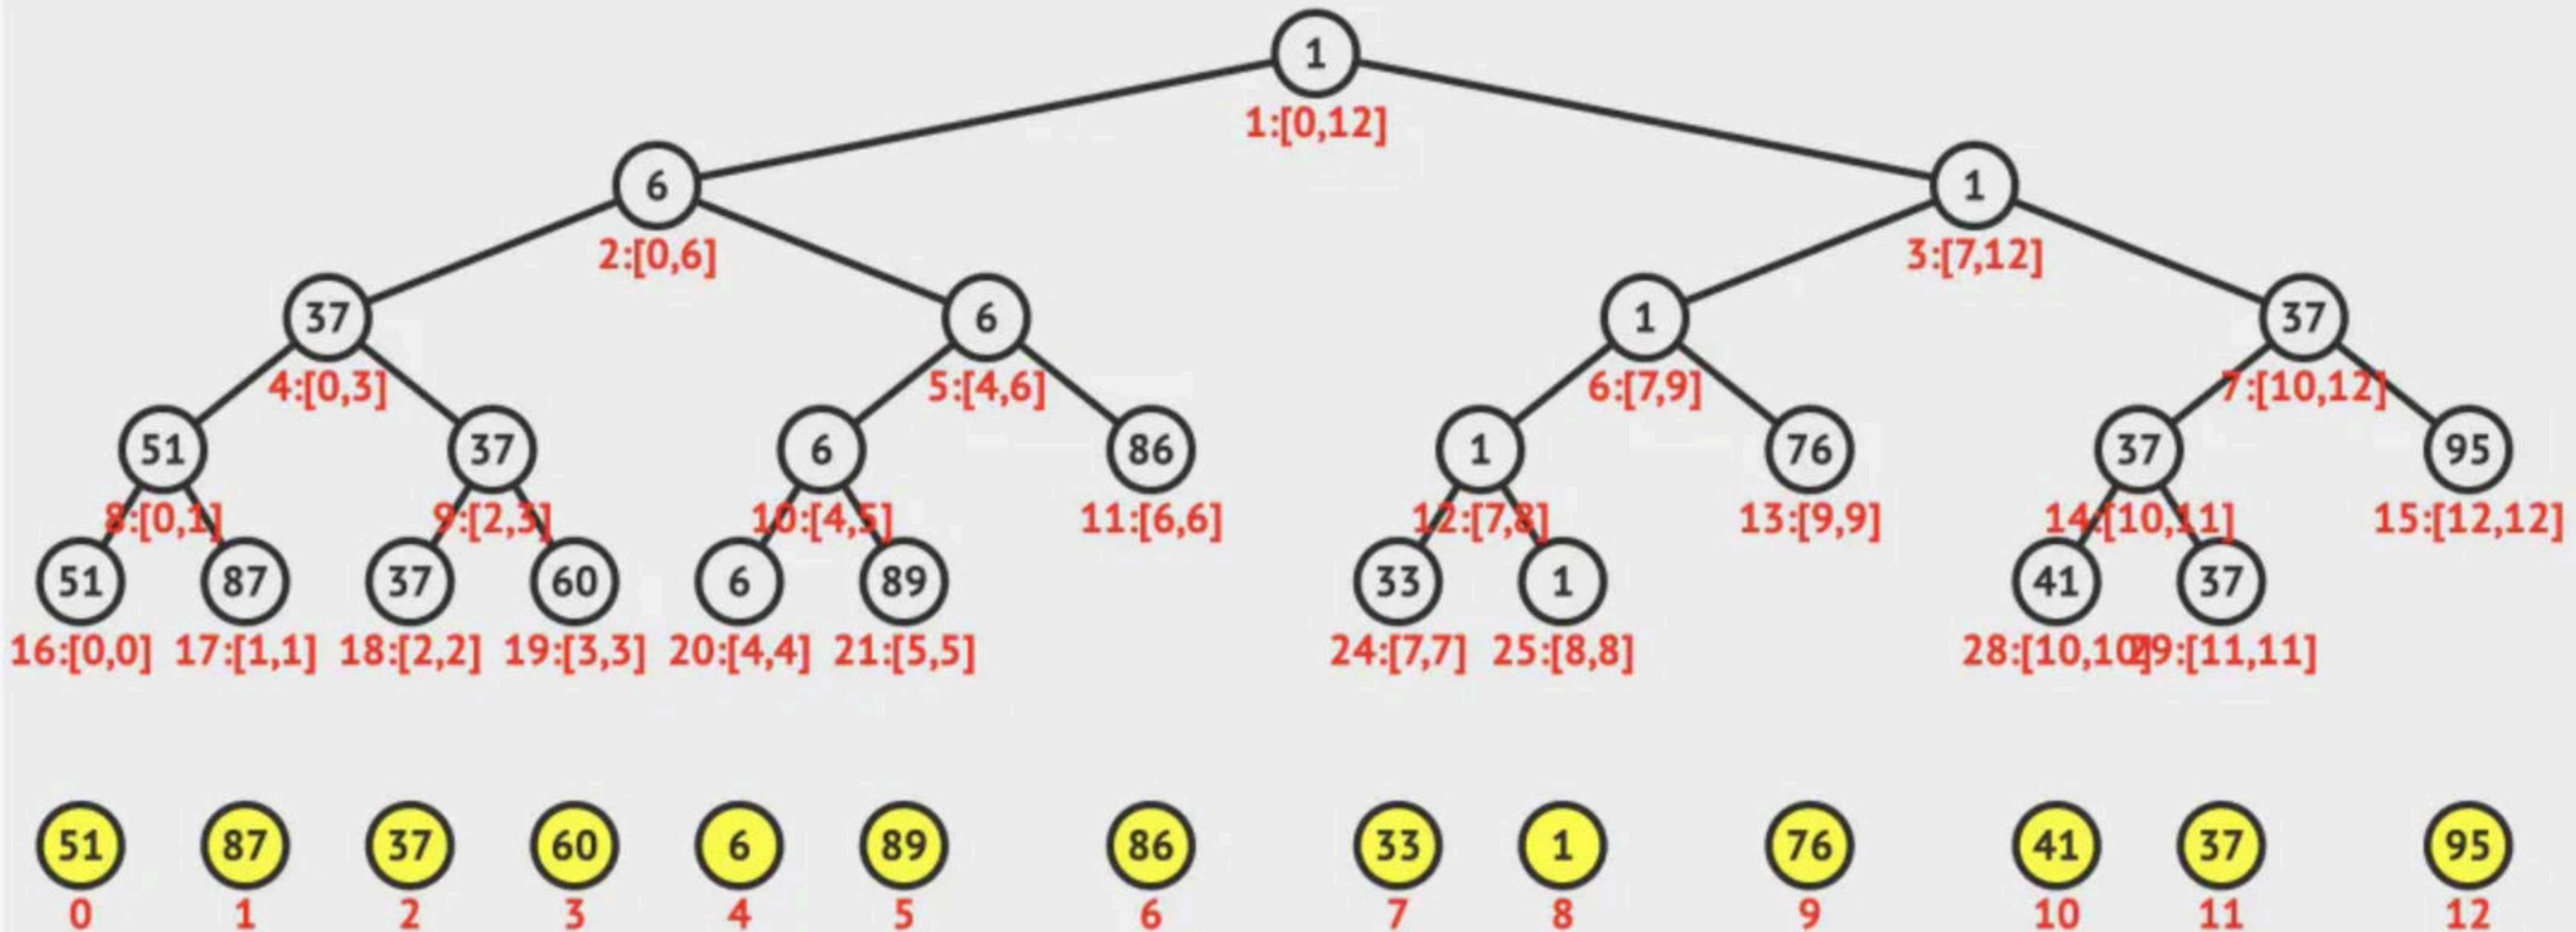 1
1:[0,12]
6 1
2:[0,6] 3:[7,12]
37 6 1 37
4:[0,3] 5:[4,6] 6:[7,9] 7:[10,12]
51 37 6 86 1 76 37 95
8:[0,1] 9:[2,3] 10:[4,5] 11:[6,6] 12:[7,8] 13:[9,9] 14:[10,11] 15:[12,12]
51 87 37 60 6 89 33 1 41 37
16:[0,0] 17:[1,1] 18:[2,2] 19:[3,3] 20:[4,4] 21:[5,5] 24:[7,7] 25:[8,8] 28:[10,10] 29:[11,11]
51 87 37 60 6 89 86 33 1 76 41 37 95
0 1 2 3 4 5 6 7 8 9 10 11 12